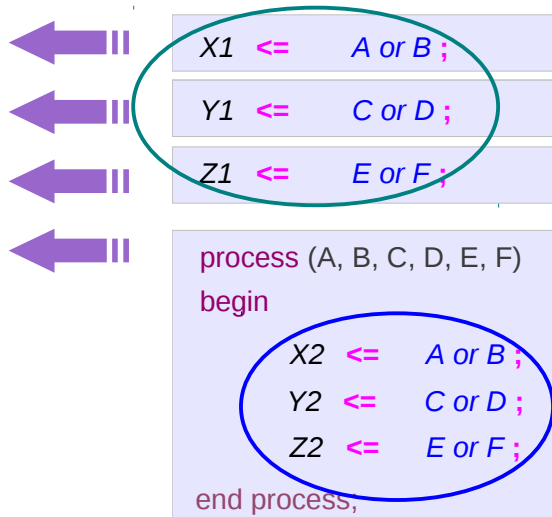 X1 <= A or B ;
Y1 <= C or D ;
Z1 <= E or F ;
process (A, B, C, D, E, F)
begin
X2 <= A or B ;
Y2 <= C or D ;
Z2 <= E or F ;
end process;